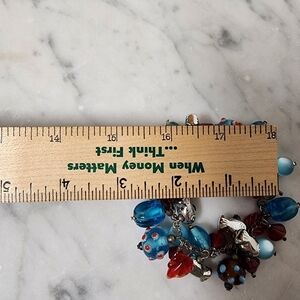 14 15 16 17 18
When Money Matters
...Think First
5 4 3 2 1